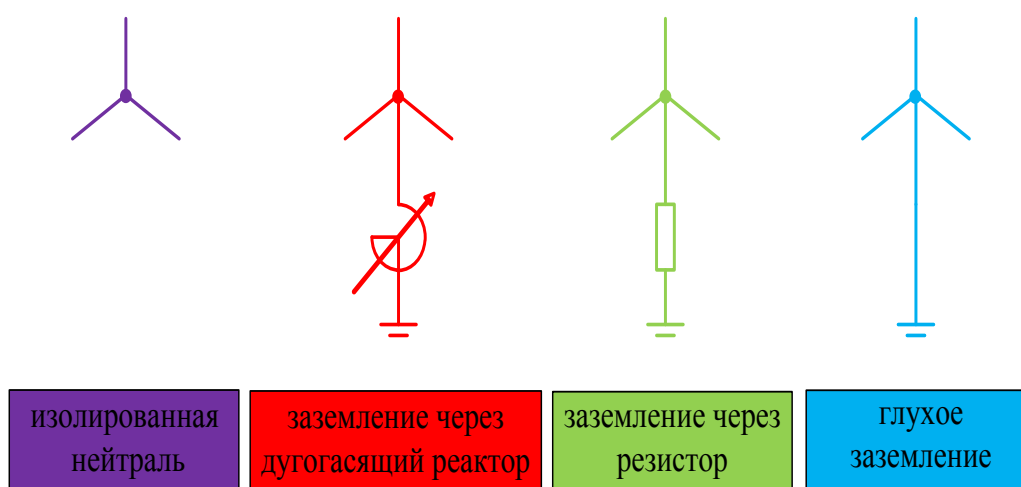 изолированная
нейтраль
заземление через
дугогасящий реактор
заземление через
резистор
глухое
заземление